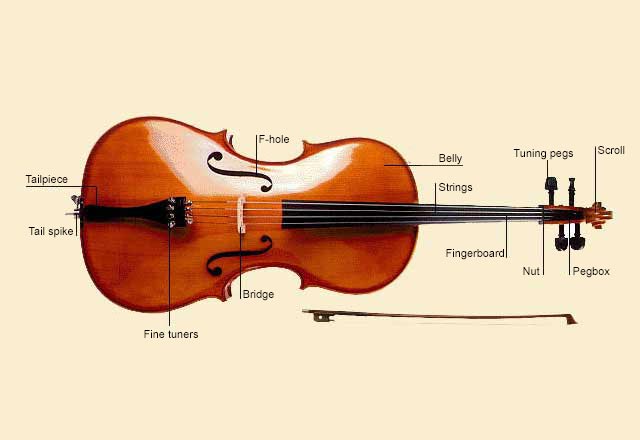 F-hole
Scroll
Tuning pegs
Belly
Tailpiece
Strings
Tail spike
Fingerboard
Nut
Pegbox
Bridge
Fine tuners